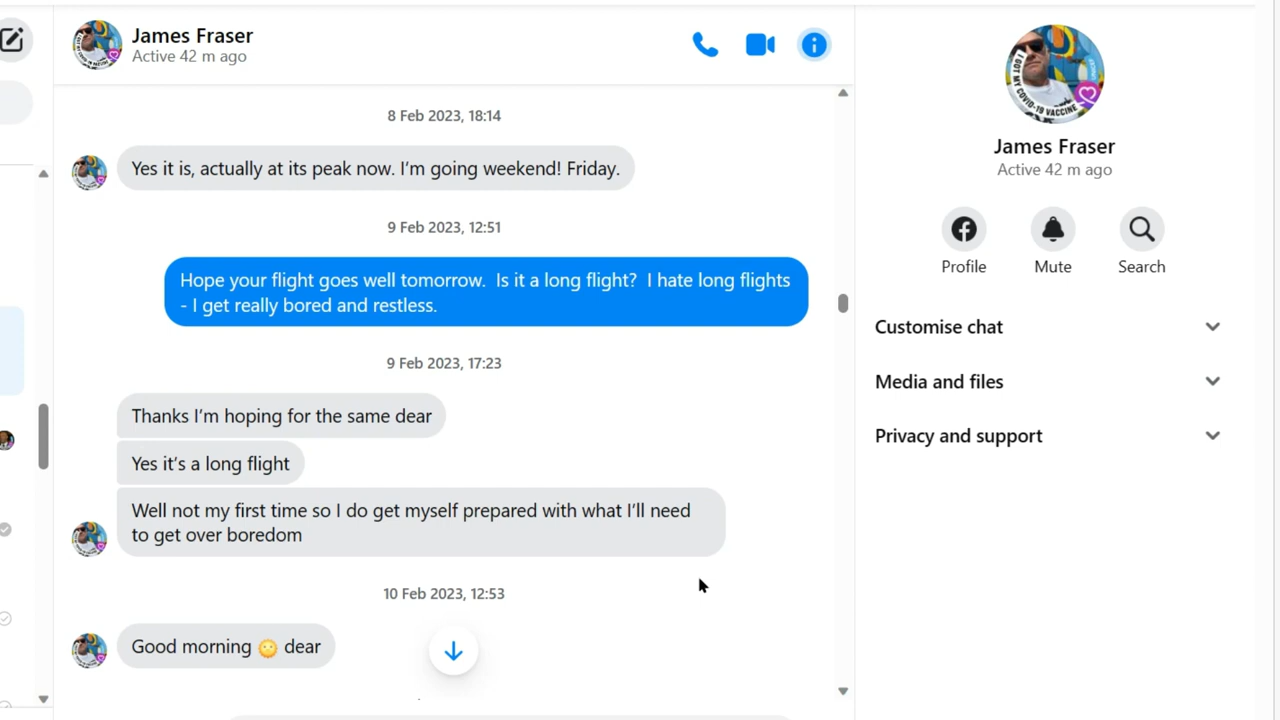 James Fraser
Active 42 m ago
8 Feb 2023, 18:14
Yes it is, actually at its peak now. I'm going weekend! Friday.
9 Feb 2023, 12:51
Hope your flight goes well tomorrow.  Is it a long flight?  I hate long flights
- I get really bored and restless.
9 Feb 2023, 17:23
Thanks I'm hoping for the same dear
Yes it's a long flight
Well not my first time so I do get myself prepared with what I'll need
to get over boredom
10 Feb 2023, 12:53
Good morning 🌞 dear
I GOT MY COVID-19 VACCINE
James Fraser
Active 42 m ago
Profile
Mute
Search
Customise chat
Media and files
Privacy and support